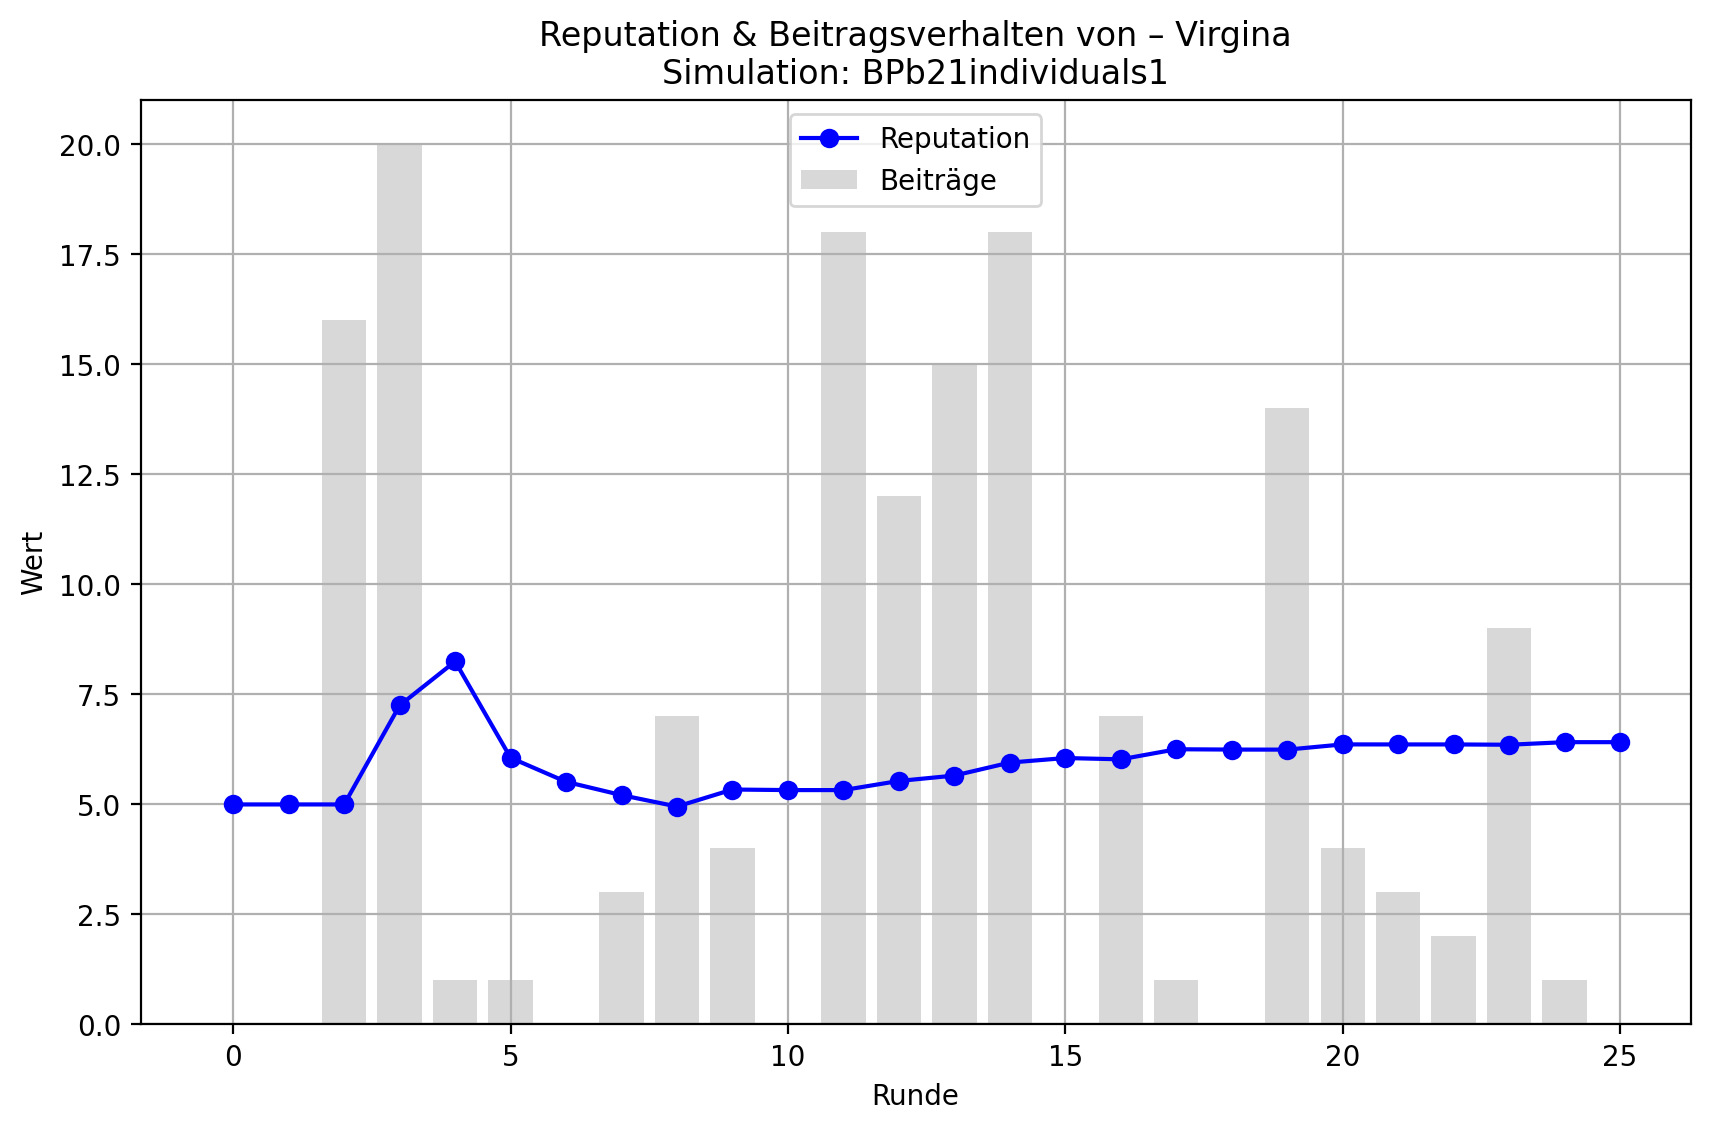 Reputation & Beitragsverhalten von – Virgina
Simulation: BPb21individuals1
Reputation
Beiträge
20.0
17.5
15.0
12.5
10.0
7.5
5.0
2.5
0.0
Wert
0 5 10 15 20 25
Runde